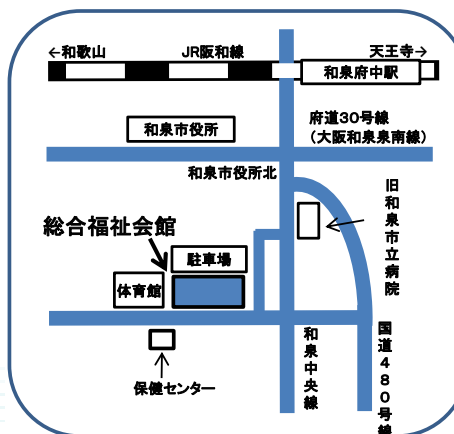 ←和歌山
JR阪和線
天王寺→
和泉府中駅
和泉市役所
府道30号線
(大阪和泉泉南線)
和泉市役所北
旧和泉市立病院
総合福祉会館
駐車場
体育館
和泉中央線
国道480号線
保健センター